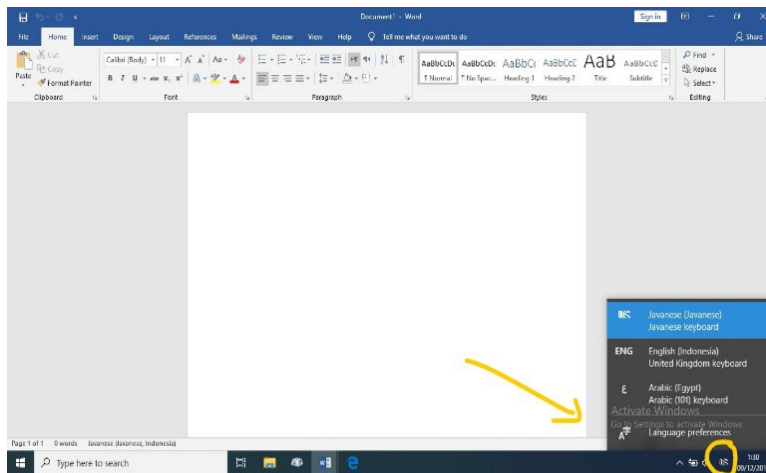 Document1 - Word
Sign in
File Home Insert Design Layout References Mailings Review View Help Tell me what you want to do
Share
Paste
Cut
Copy
Format Painter
Clipboard
Calibri (Body) 11
Font
Paragraph
AaBbCcDc AaBbCcDc AaBbC AaBbCcC AaB AaBbCcC
¶ Normal ¶ No Spac... Heading 1 Heading 2 Title Subtitle
Styles
Find
Replace
Select
Editing
Javanese (Javanese)
Javanese keyboard
ENG English (Indonesia)
United Kingdom keyboard
ع Arabic (Egypt)
Arabic (101) keyboard
Activate Windows
Go to Settings to activate Windows.
Language preferences
Page 1 of 1 0 words Javanese (Javanese, Indonesia)
Type here to search
1:30